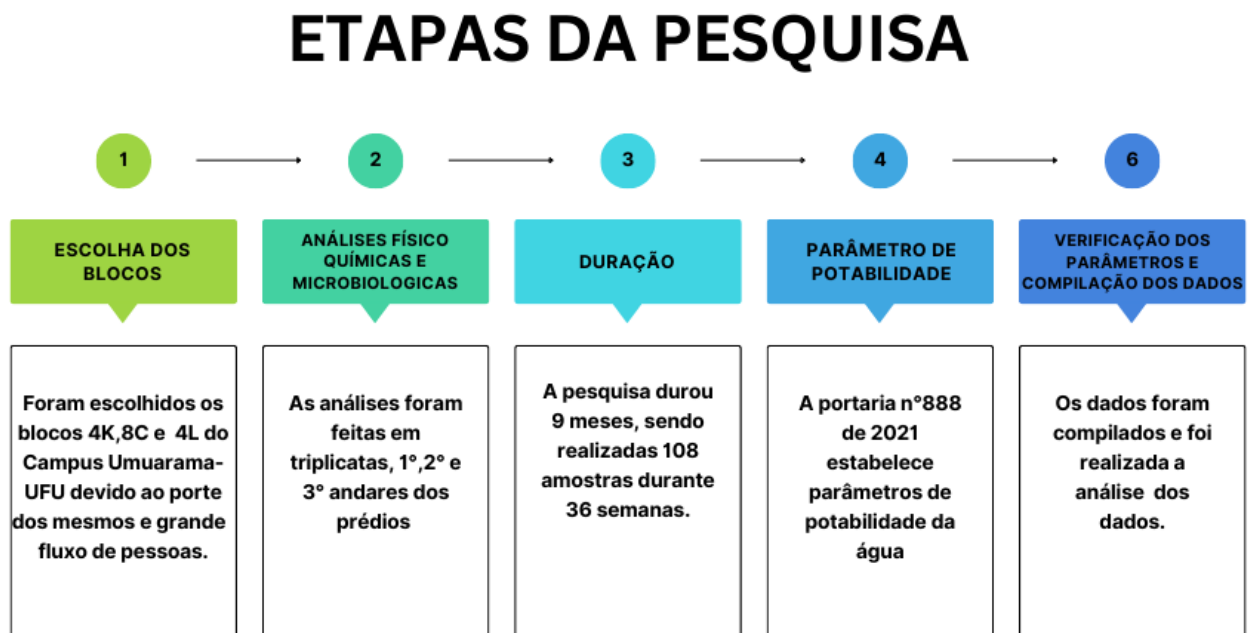 ETAPAS DA PESQUISA
1
2
3
4
6
ESCOLHA DOS
BLOCOS
ANÁLISES FÍSICO
QUÍMICAS E
MICROBIOLOGICAS
DURAÇÃO
PARÂMETRO DE
POTABILIDADE
VERIFICAÇÃO DOS
PARÂMETROS E
COMPILAÇÃO DOS DADOS
Foram escolhidos os
blocos 4K,8C e 4L do
Campus Umuarama-
UFU devido ao porte
dos mesmos e grande
fluxo de pessoas.
As análises foram
feitas em
triplicatas, 1°,2° e
3° andares dos
prédios
A pesquisa durou
9 meses, sendo
realizadas 108
amostras durante
36 semanas.
A portaria n°888
de 2021
estabelece
parâmetros de
potabilidade da
água
Os dados foram
compilados e foi
realizada a
análise dos
dados.